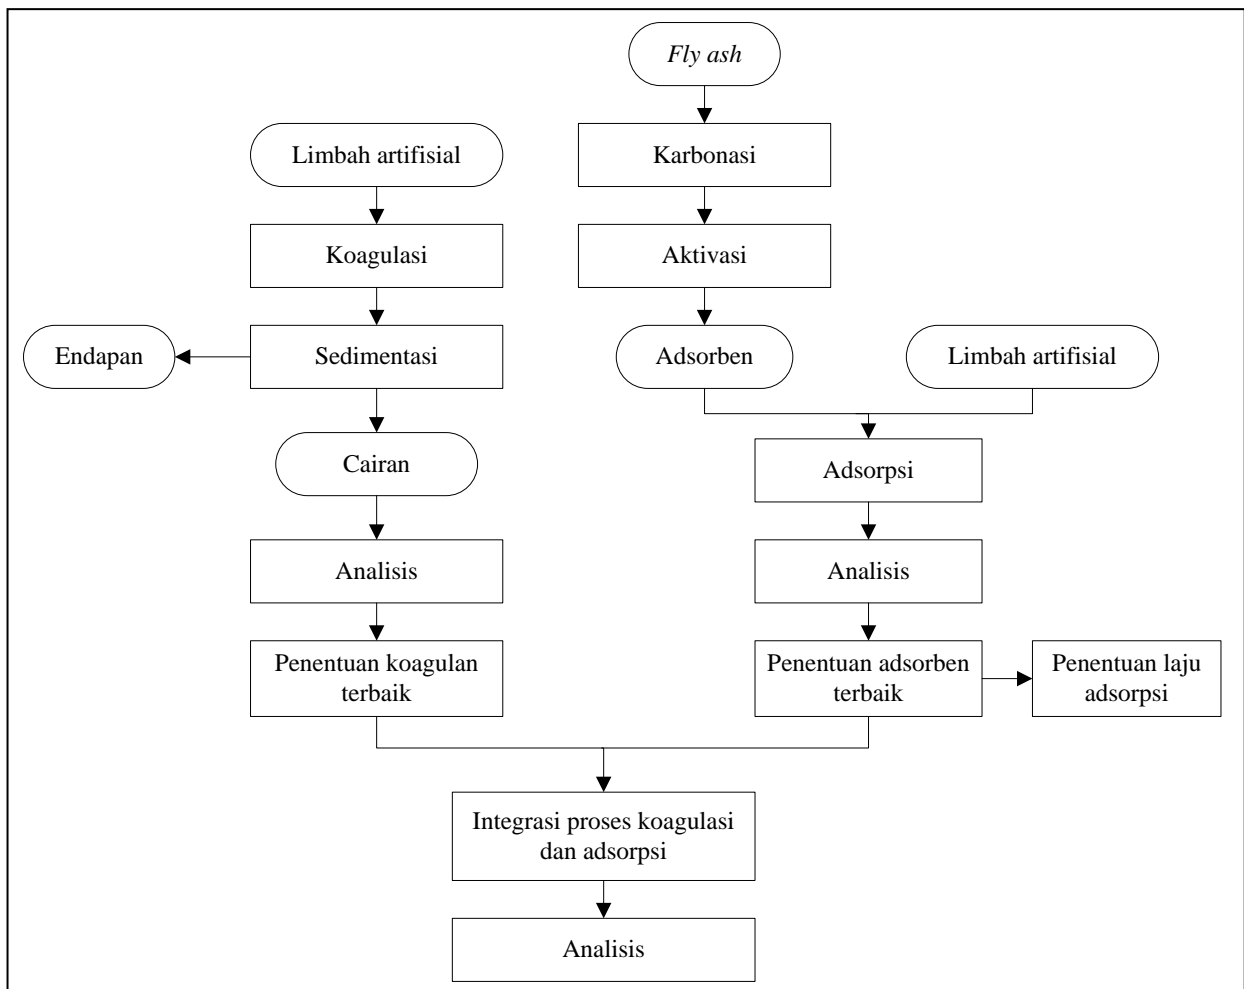 Fly ash
Limbah artifisial
Karbonasi
Koagulasi
Aktivasi
Endapan
Sedimentasi
Adsorben
Limbah artifisial
Cairan
Adsorpsi
Analisis
Analisis
Penentuan koagulan
terbaik
Penentuan adsorben
terbaik
Penentuan laju
adsorpsi
Integrasi proses koagulasi
dan adsorpsi
Analisis